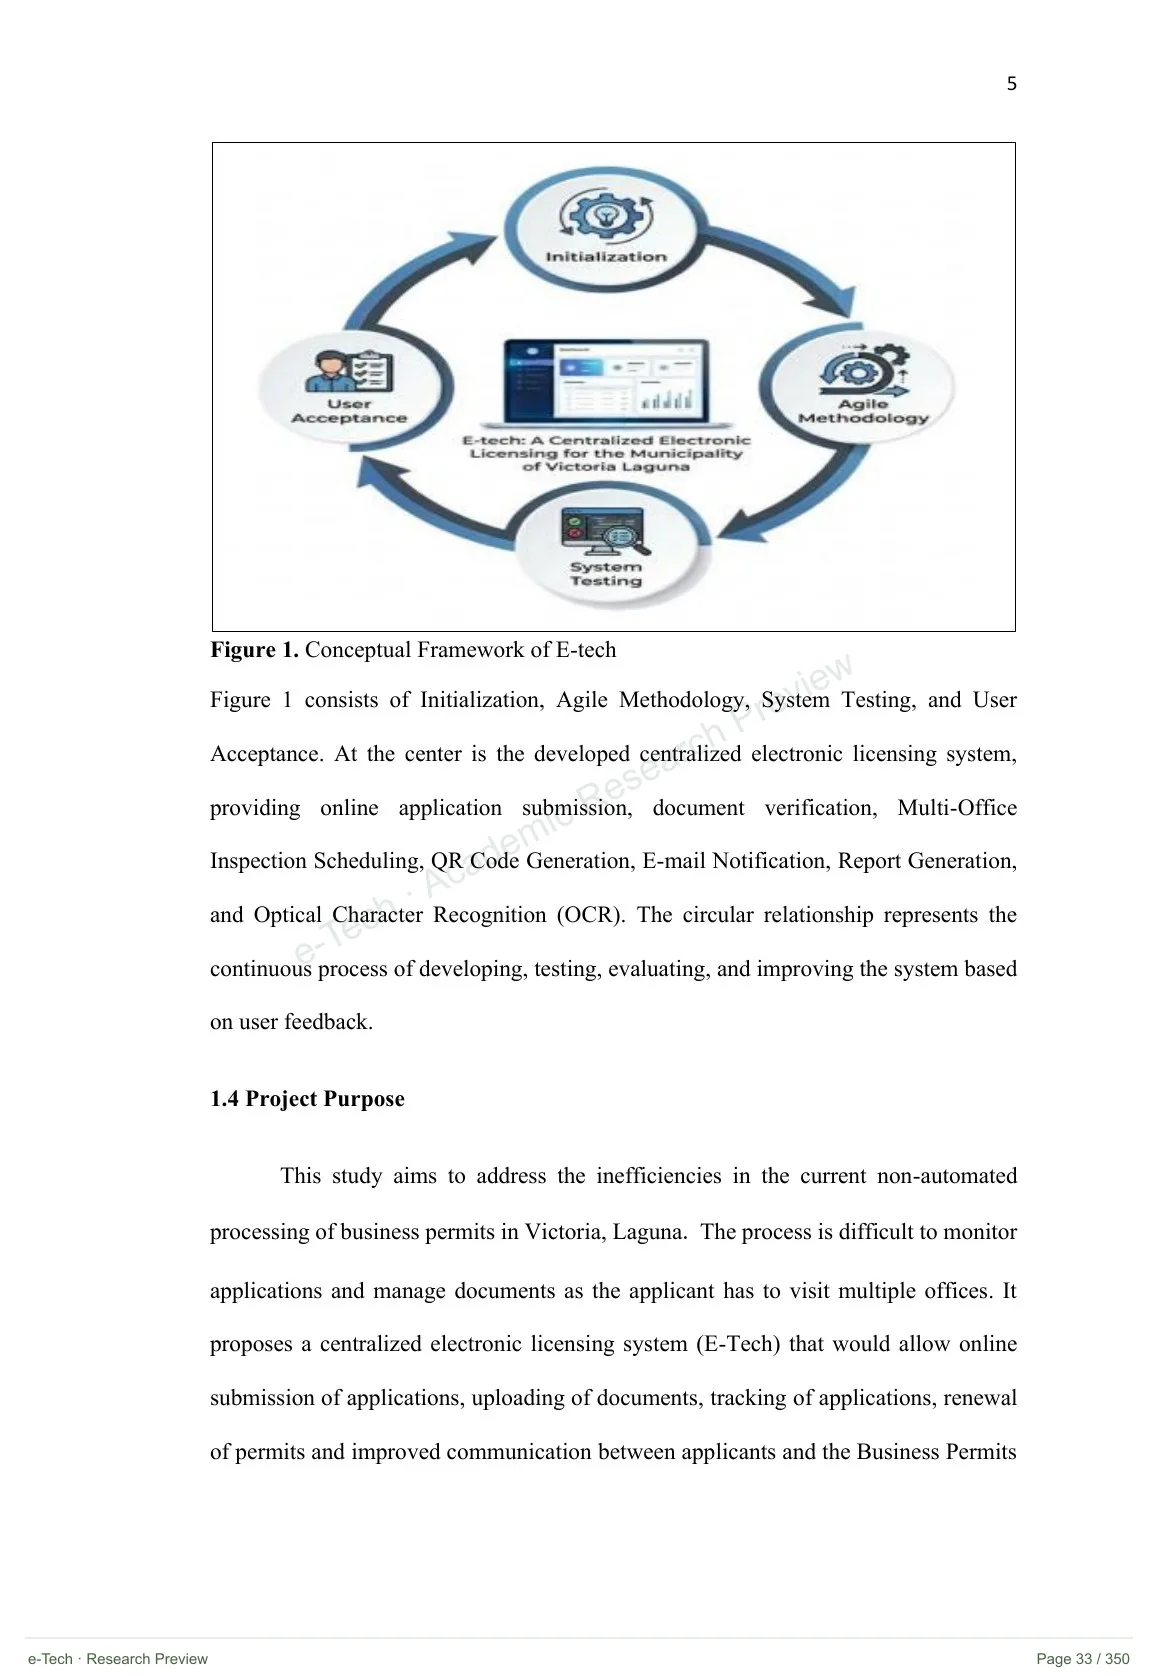 5
Initialization
User
Acceptance
Agile
Methodology
E-tech: A Centralized Electronic
Licensing for the Municipality
of Victoria Laguna
System
Testing
Figure 1. Conceptual Framework of E-tech
Figure 1 consists of Initialization, Agile Methodology, System Testing, and User
Acceptance. At the center is the developed centralized electronic licensing system,
providing online application submission, document verification, Multi-Office
Inspection Scheduling, QR Code Generation, E-mail Notification, Report Generation,
and Optical Character Recognition (OCR). The circular relationship represents the
continuous process of developing, testing, evaluating, and improving the system based
on user feedback.
e-Tech · Academic Research Preview
1.4 Project Purpose
This study aims to address the inefficiencies in the current non-automated
processing of business permits in Victoria, Laguna. The process is difficult to monitor
applications and manage documents as the applicant has to visit multiple offices. It
proposes a centralized electronic licensing system (E-Tech) that would allow online
submission of applications, uploading of documents, tracking of applications, renewal
of permits and improved communication between applicants and the Business Permits
e-Tech · Research Preview
Page 33 / 350